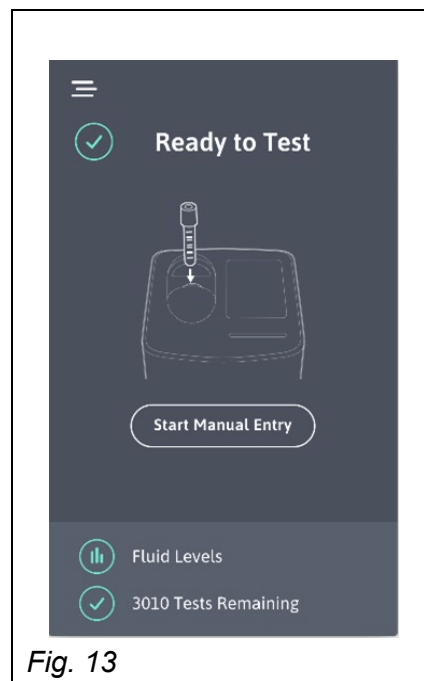 Ready to Test
Start Manual Entry
Fluid Levels
3010 Tests Remaining
Fig. 13